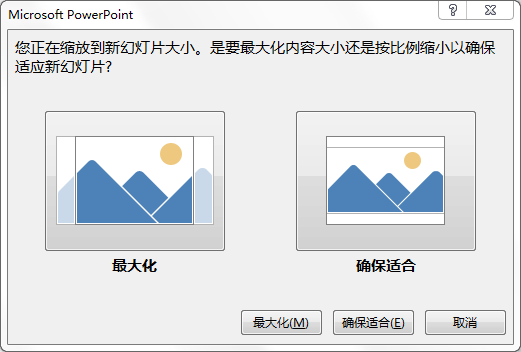 Microsoft PowerPoint
您正在缩放到新幻灯片大小。是要最大化内容大小还是按比例缩小以确保
适应新幻灯片?
最大化
确保适合
最大化(M)
确保适合(E)
取消